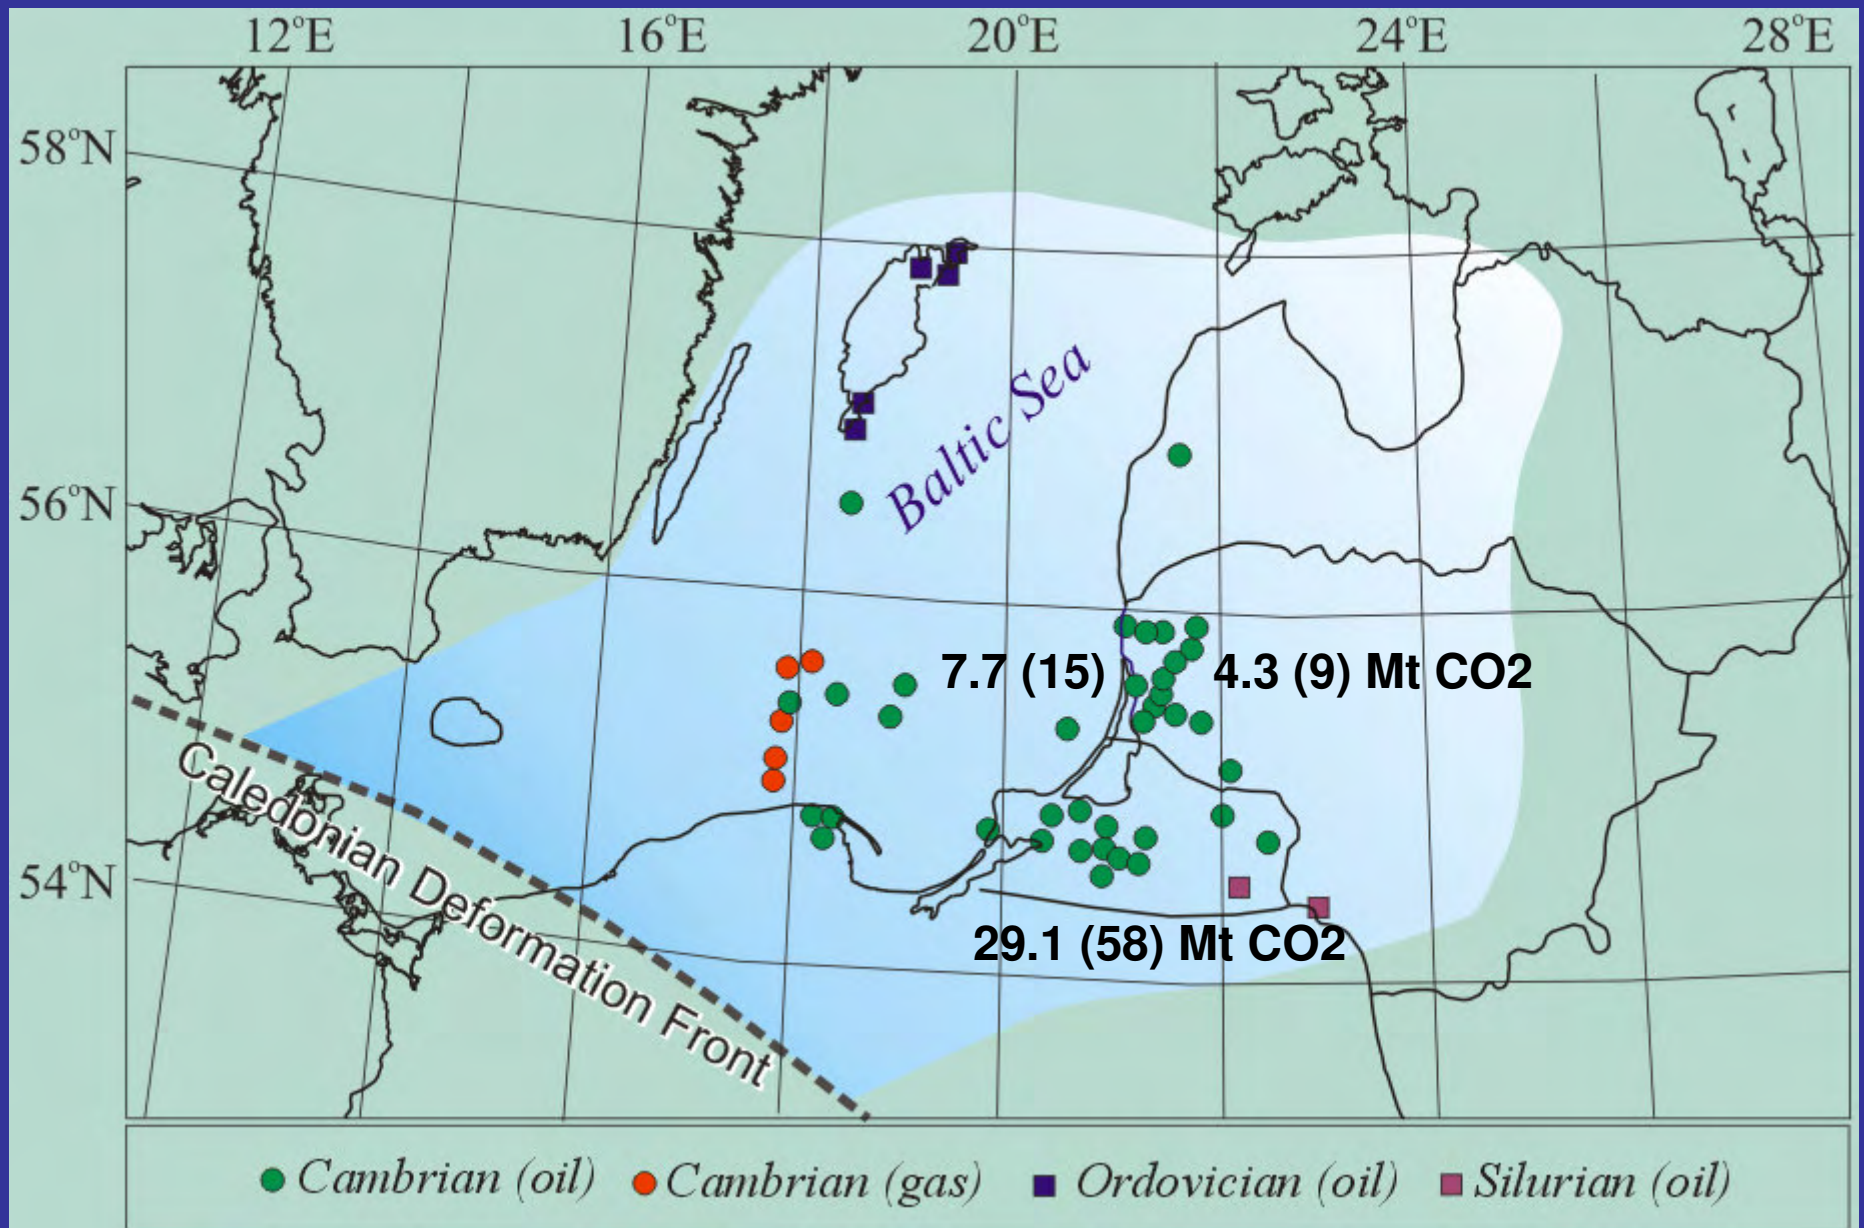 12°E 16°E 20°E 24°E 28°E
58°N
Baltic Sea
56°N
7.7 (15) 4.3 (9) Mt CO2
Caledonian Deformation Front
54°N
29.1 (58) Mt CO2
Cambrian (oil) Cambrian (gas) Ordovician (oil) Silurian (oil)